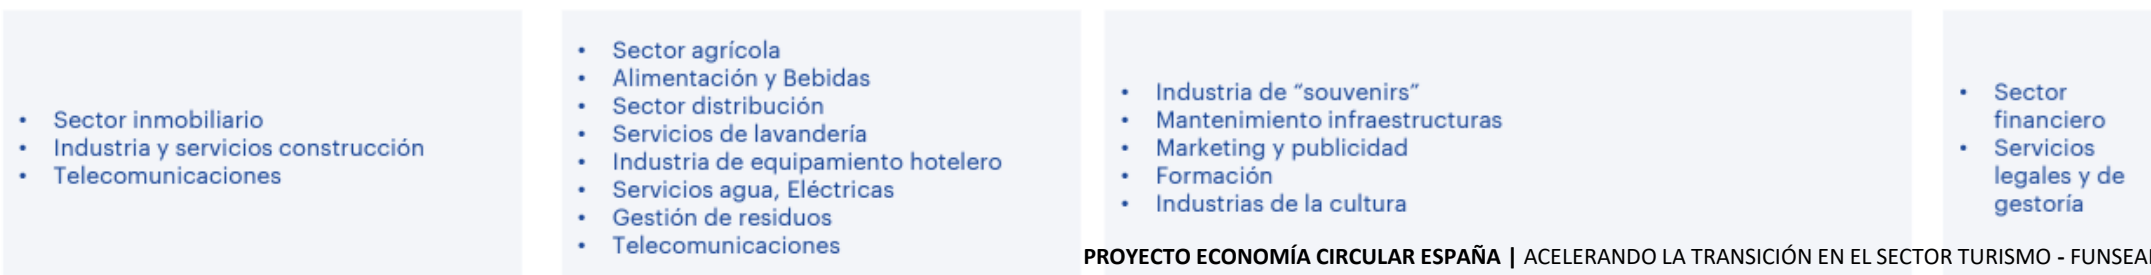 • Sector inmobiliario
• Industria y servicios construcción
• Telecomunicaciones
• Sector agrícola
• Alimentación y Bebidas
• Sector distribución
• Servicios de lavandería
• Industria de equipamiento hotelero
• Servicios agua, Eléctricas
• Gestión de residuos
• Telecomunicaciones
• Industria de “souvenirs”
• Mantenimiento infraestructuras
• Marketing y publicidad
• Formación
• Industrias de la cultura
• Sector
financiero
• Servicios
legales y de
gestoría
PROYECTO ECONOMÍA CIRCULAR ESPAÑA | ACELERANDO LA TRANSICIÓN EN EL SECTOR TURISMO - FUNSEA